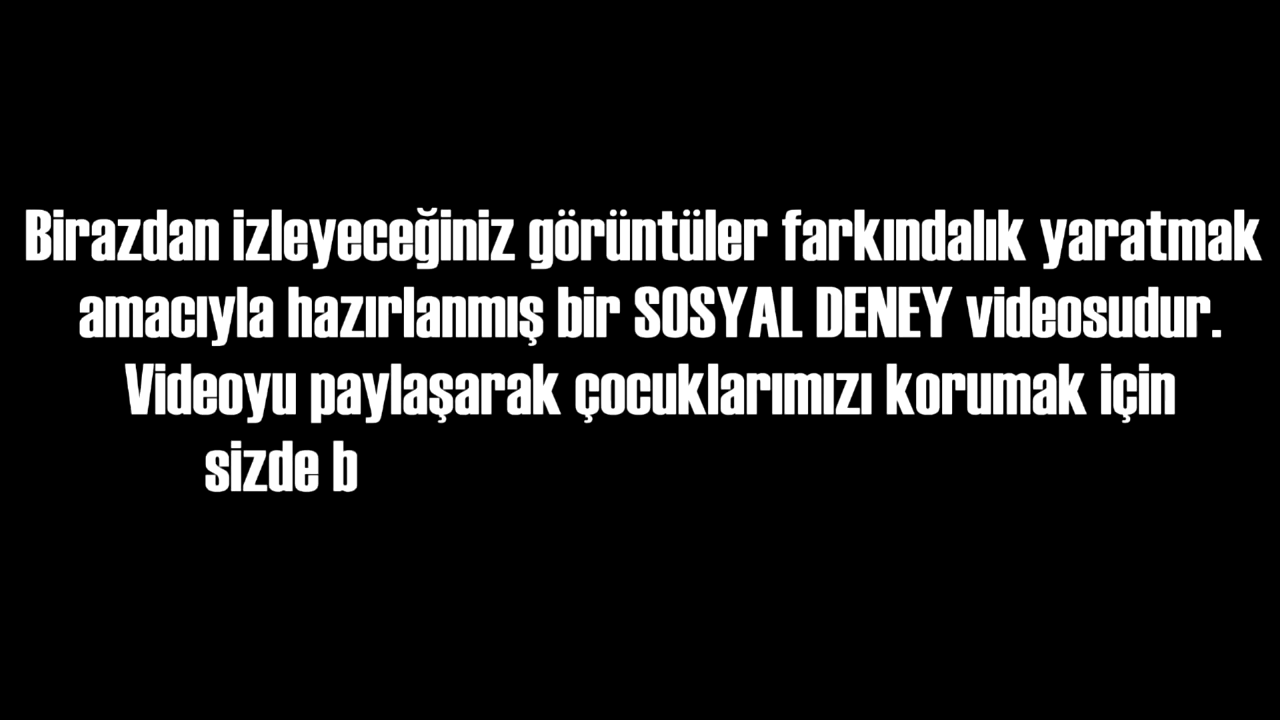 Birazdan izleyeceğiniz görüntüler farkındalık yaratmak
amacıyla hazırlanmış bir SOSYAL DENEY videosudur.
Videoyu paylaşarak çocuklarımızı korumak için
sizde b